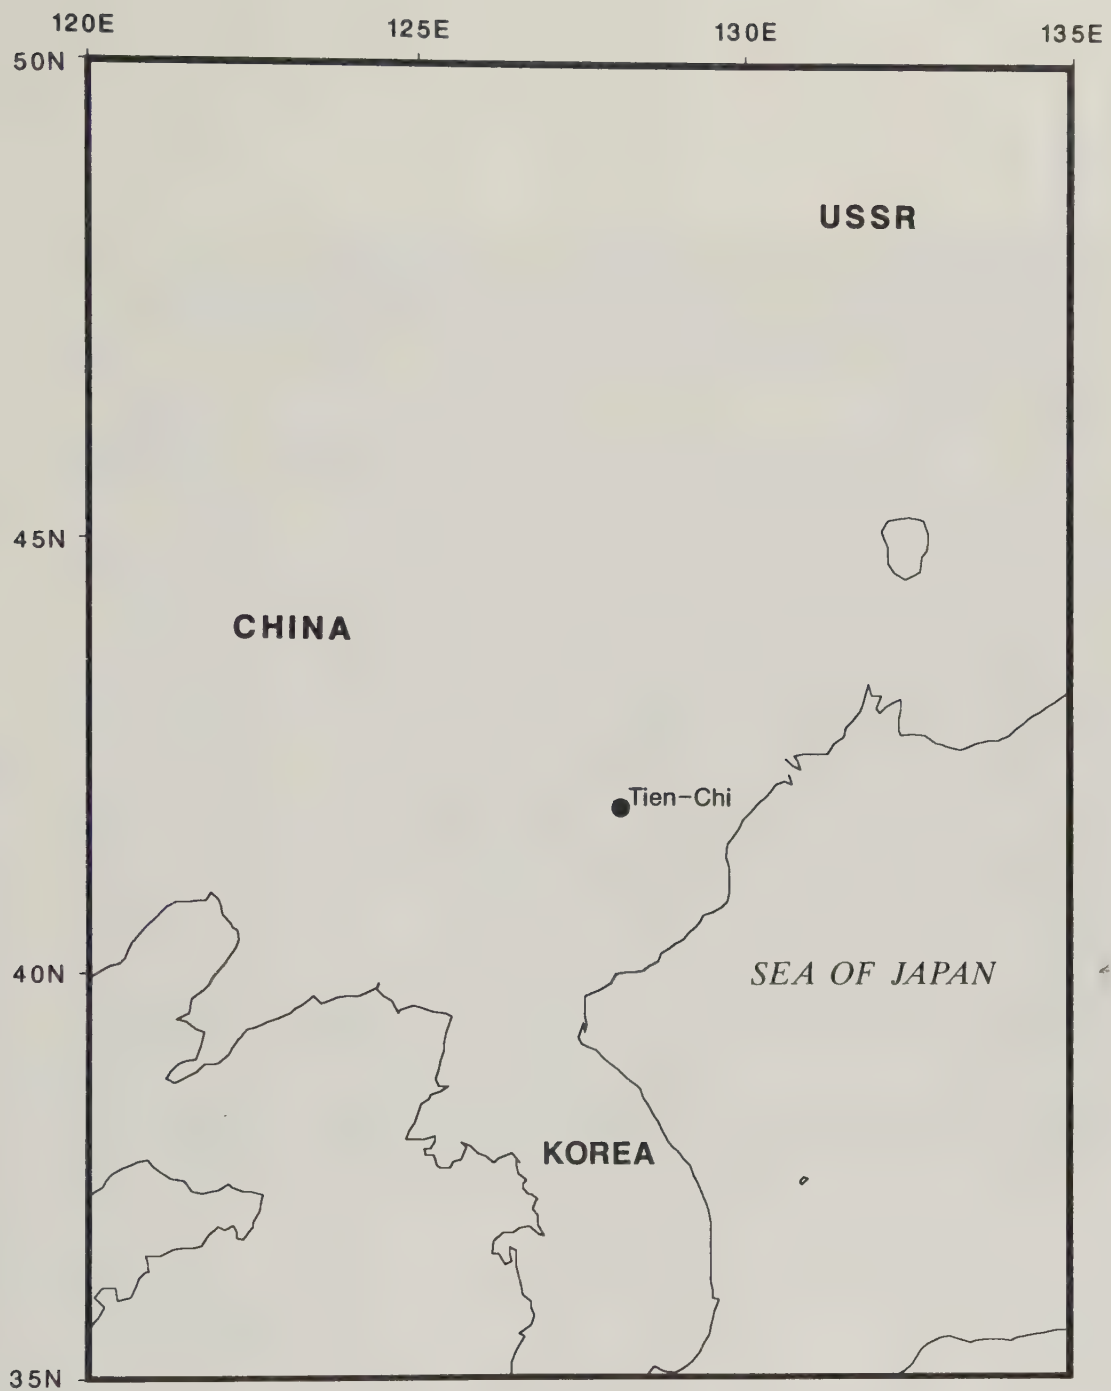 120E 125E 130E 135E
50N
USSR
45N
CHINA
Tien-Chi
40N
SEA OF JAPAN
KOREA
35N